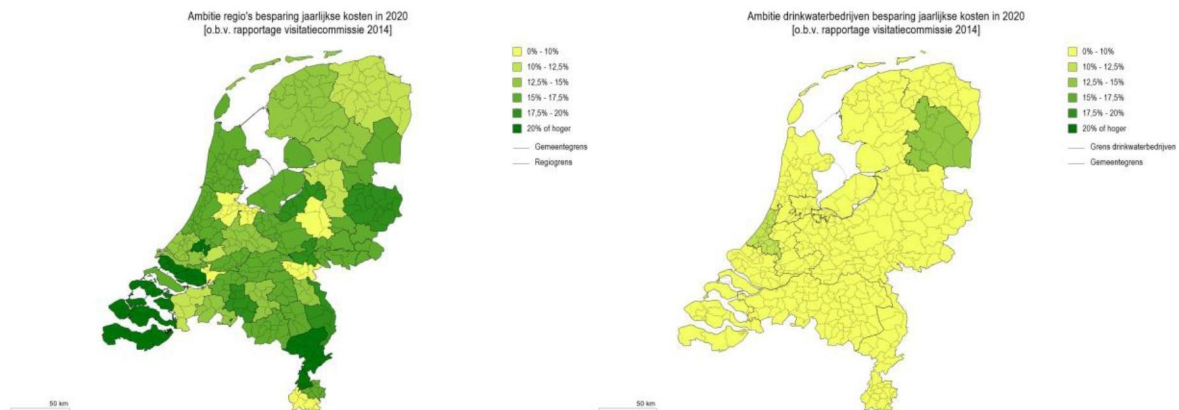 Ambitie regio's besparing jaarlijkse kosten in 2020
[o.b.v. rapportage visitatiecommissie 2014]
0% - 10%
10% - 12,5%
12,5% - 15%
15% - 17,5%
17,5% - 20%
20% of hoger
Gemeentegrens
Regiogrens
50 km
Ambitie drinkwaterbedrijven besparing jaarlijkse kosten in 2020
[o.b.v. rapportage visitatiecommissie 2014]
0% - 10%
10% - 12,5%
12,5% - 15%
15% - 17,5%
17,5% - 20%
20% of hoger
Grens drinkwaterbedrijven
Gemeentegrens
50 km